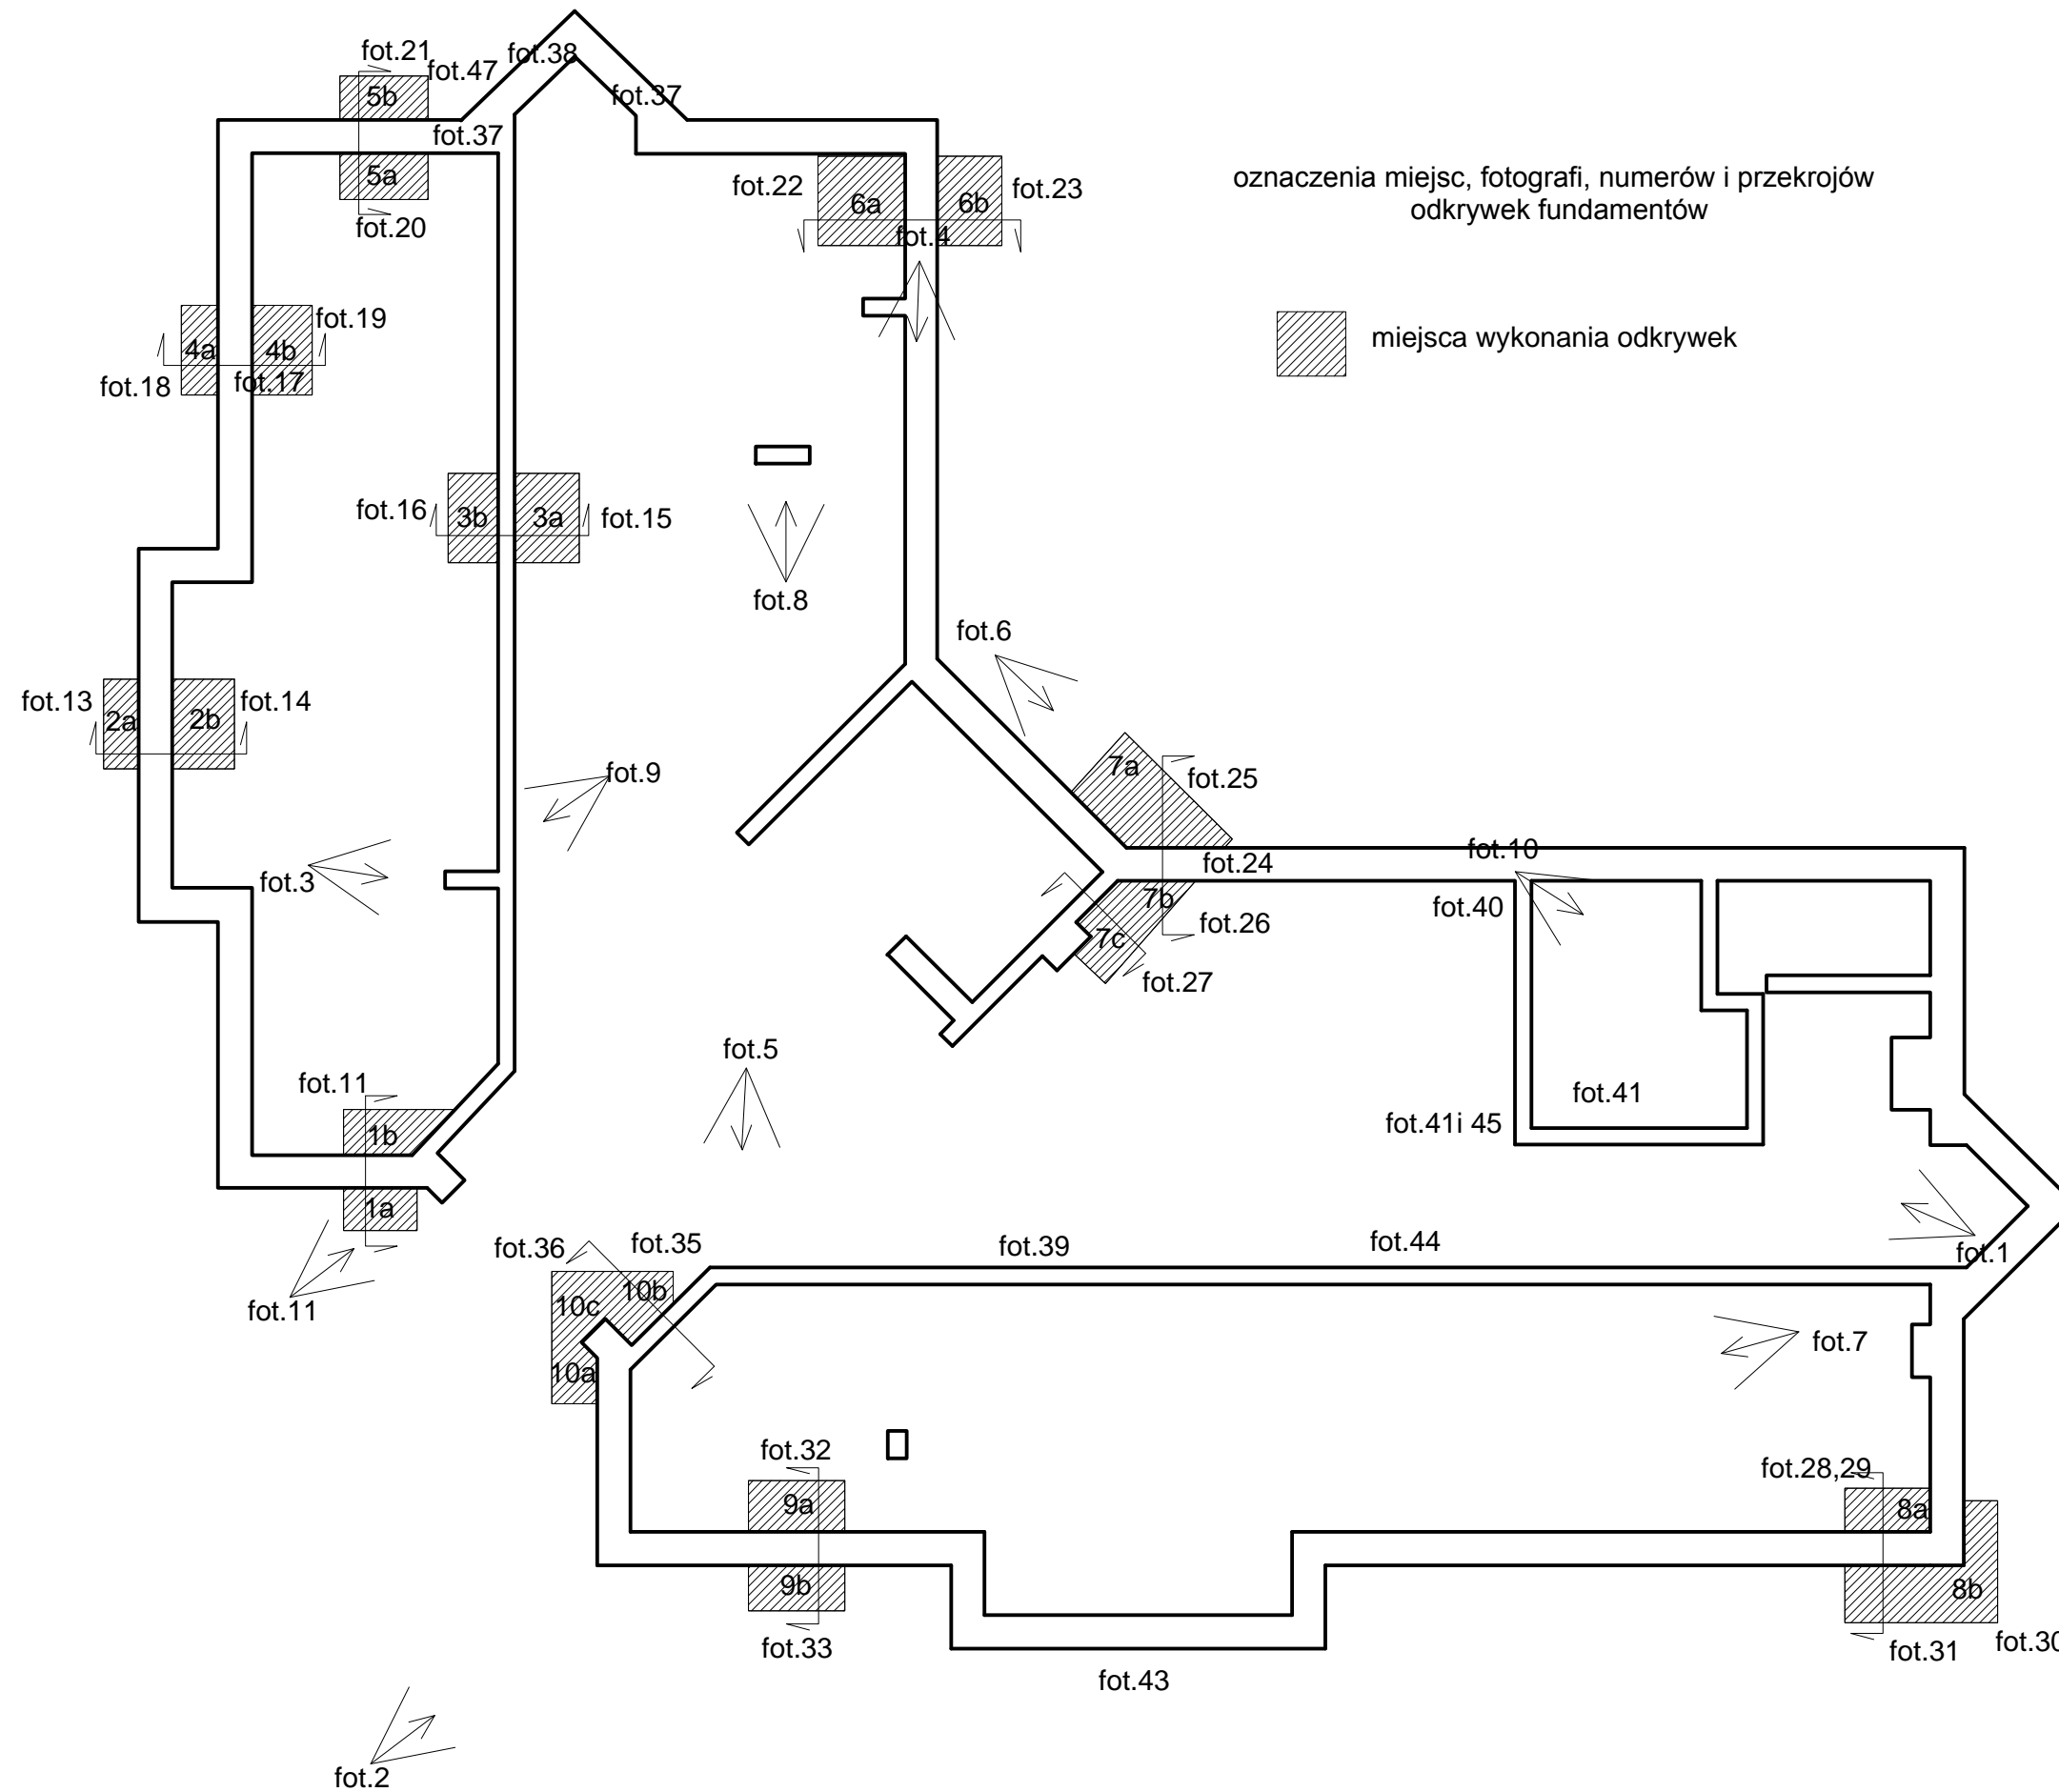 fot.21
fot.38
fot.47
5b
fot.37
fot.37
5a
fot.20
fot.22
6a
6b
fot.23
fot.4
oznaczenia miejsc, fotografi, numerów i przekrojów
odkrywek fundamentów
miejsca wykonania odkrywek
fot.19
4a
4b
fot.18
fot.17
fot.16
3b
3a
fot.15
fot.8
fot.6
fot.13
2a
2b
fot.14
fot.9
7a
fot.25
fot.3
fot.24
fot.10
7b
fot.40
fot.26
7c
fot.27
fot.5
fot.11
1b
fot.41
fot.41i 45
1a
fot.36
fot.35
fot.39
fot.44
fot.1
fot.11
10c
10b
10a
fot.7
fot.32
9a
fot.28,29
8a
9b
8b
fot.33
fot.31
fot.30
fot.43
fot.2